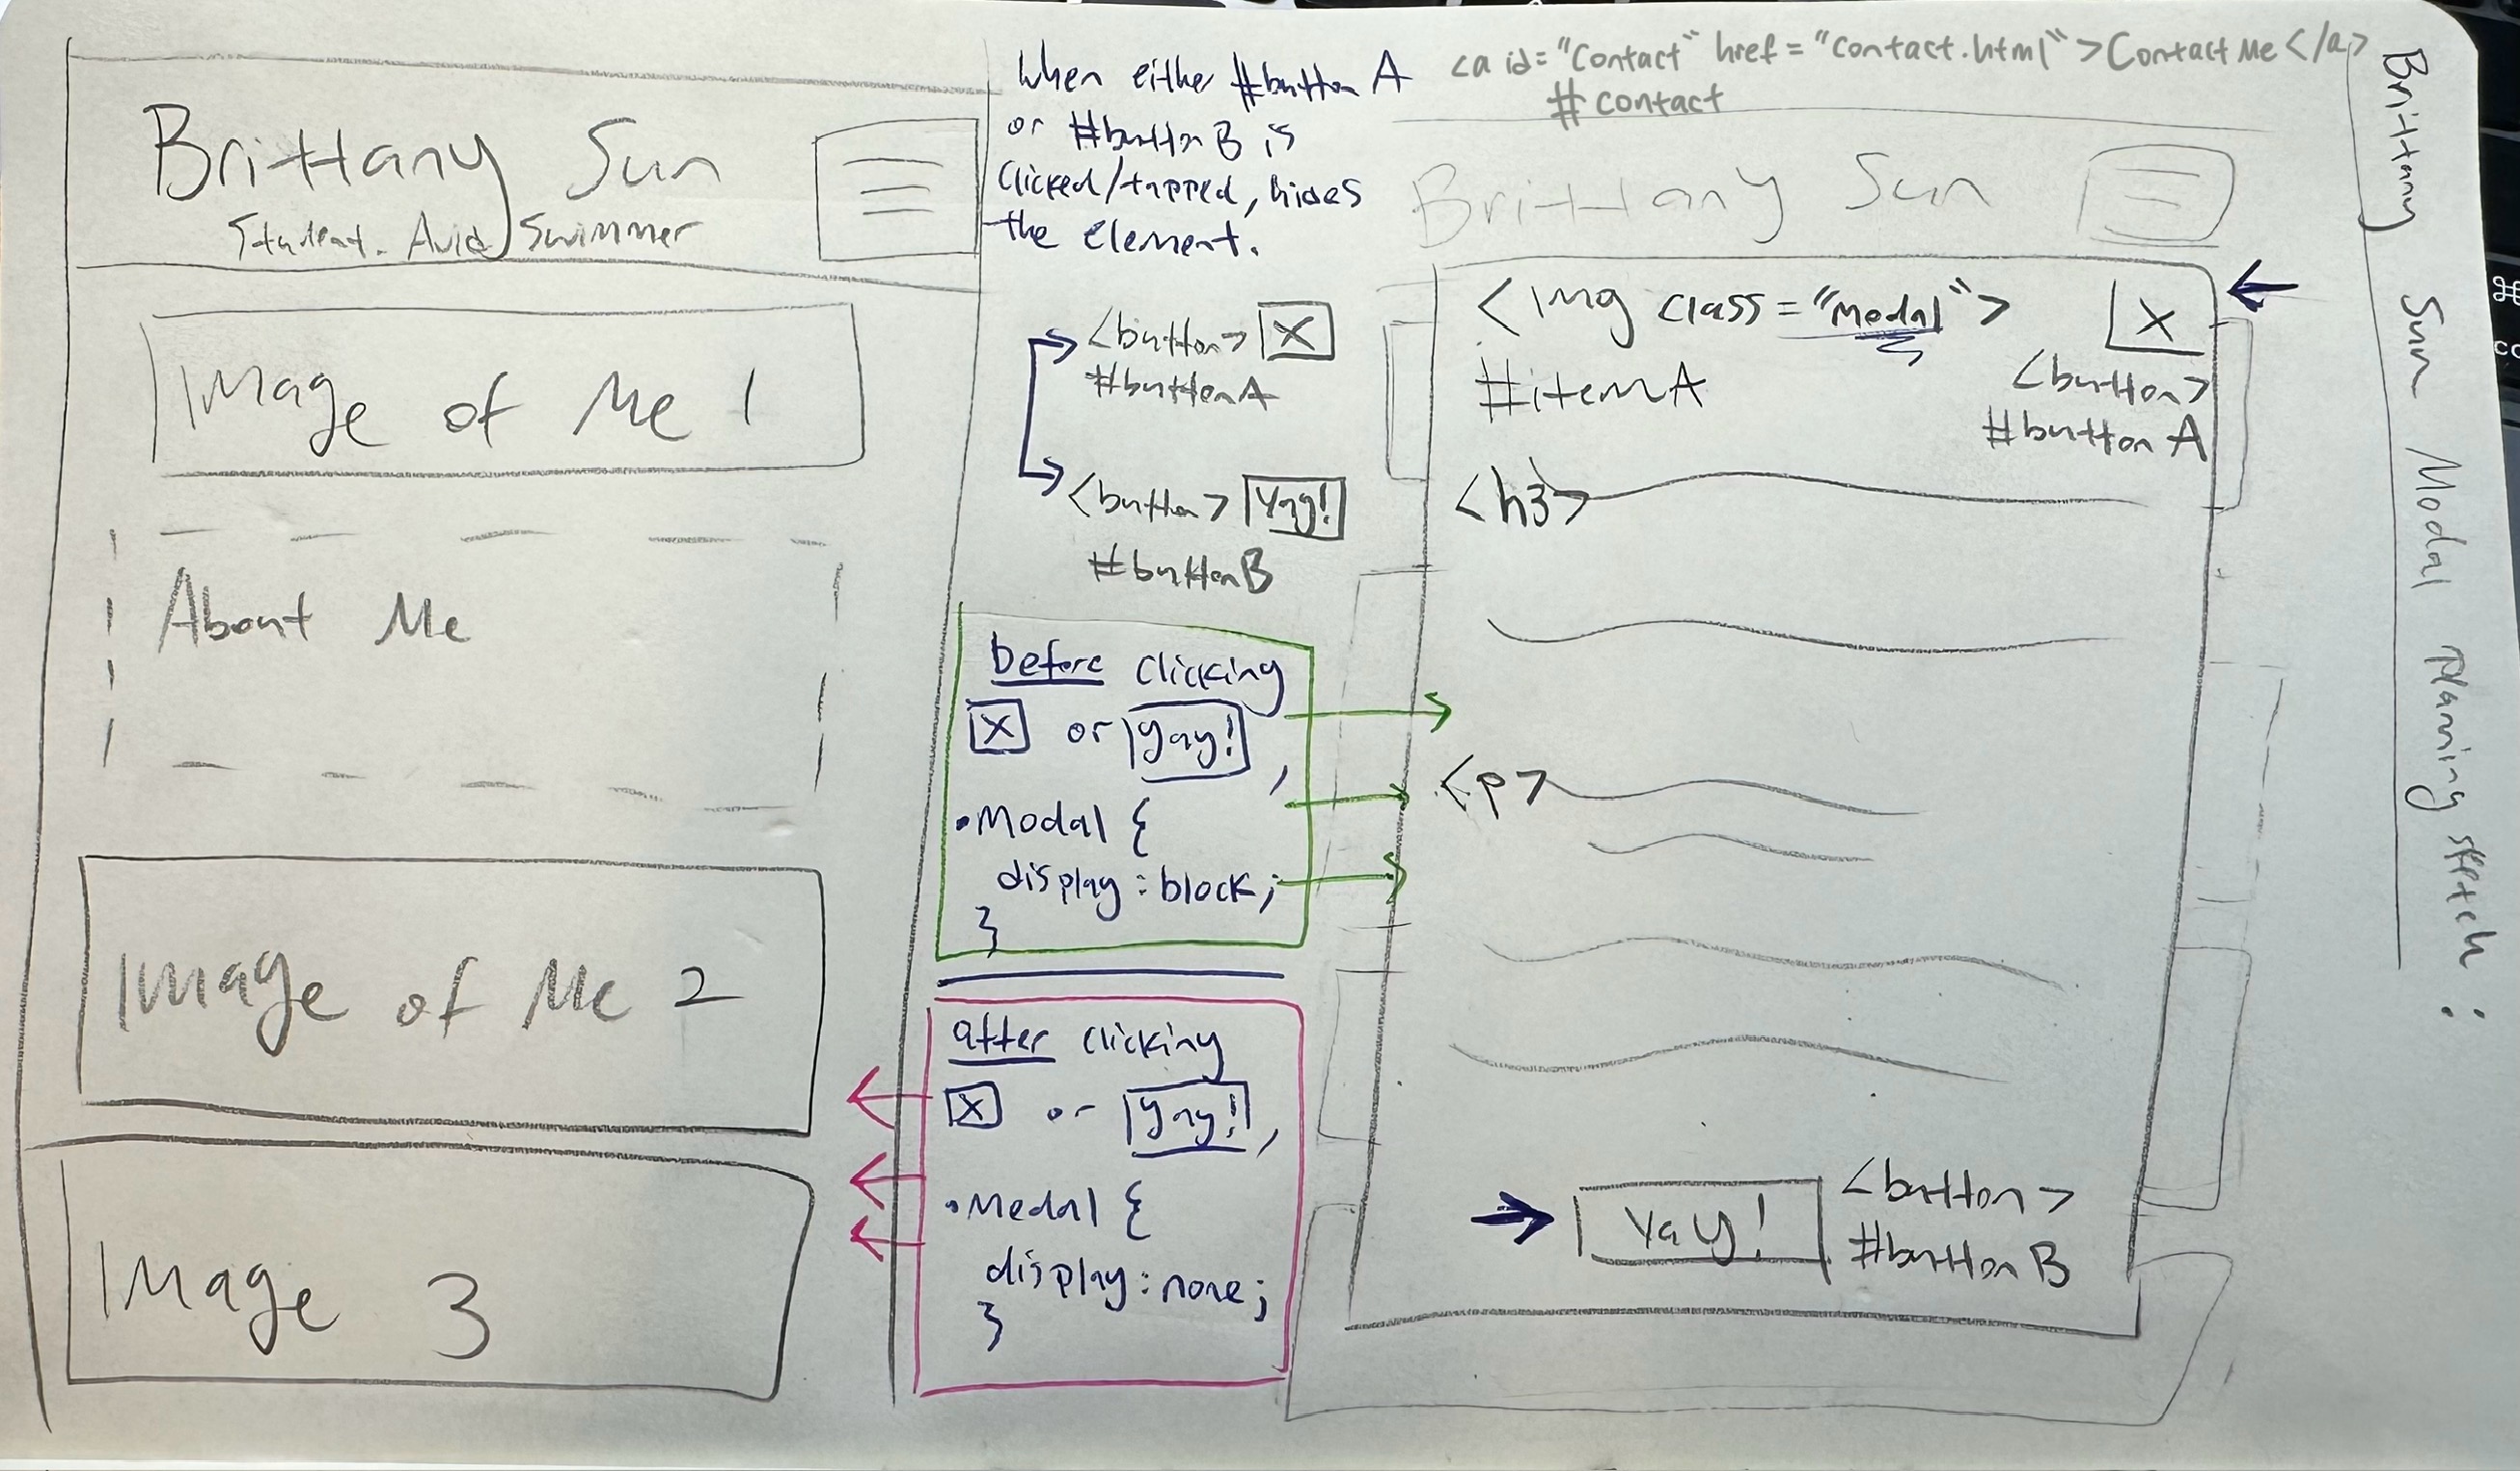 Brittany Sun
Student. Avid Swimmer
Image of Me 1
About Me
Image of Me 2
Image 3
When either #button A
or #button B is
clicked/tapped, hides
the element.
<button> X
#buttonA
<button> Yay!
#buttonB
before clicking
X or Yay!,
.Modal {
display: block;
}
after clicking
X or Yay!,
.Modal {
display: none;
}
<a id="Contact" href="contact.html">Contact Me</a>
#contact
Brittany Sun
<img class="Modal"> X
#itemA
<button>
#button A
<h3>
<p>
Yay! <button>
#buttonB
Brittany Sun Modal planning sketch:
⌘